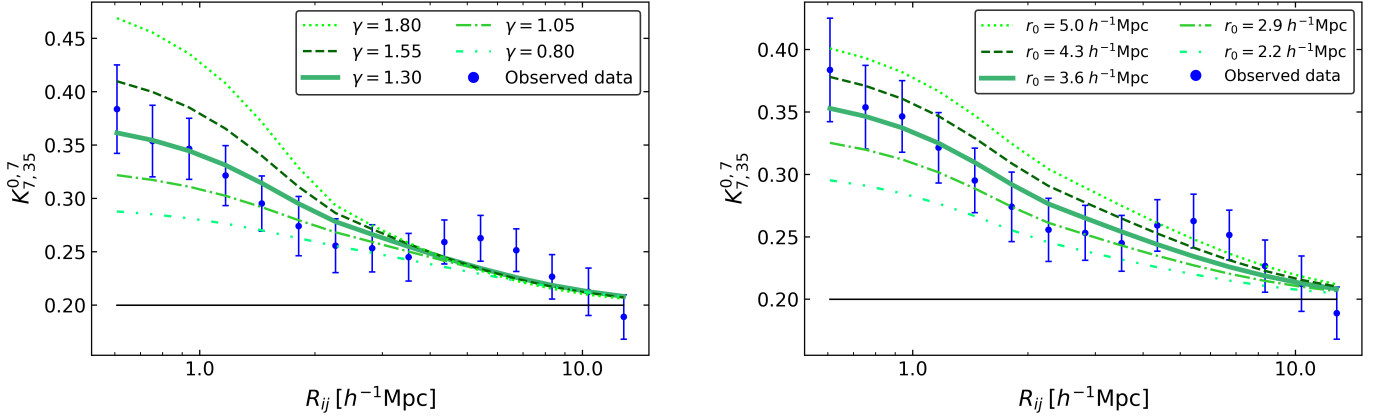 γ = 1.80
γ = 1.55
γ = 1.30
γ = 1.05
γ = 0.80
Observed data
0.45
0.40
0.35
0.30
0.25
0.20
K^{0, 7}_{7, 35}
1.0
10.0
R_{ij} [h^{-1}Mpc]
r_0 = 5.0 h^{-1}Mpc
r_0 = 4.3 h^{-1}Mpc
r_0 = 3.6 h^{-1}Mpc
r_0 = 2.9 h^{-1}Mpc
r_0 = 2.2 h^{-1}Mpc
Observed data
0.40
0.35
0.30
0.25
0.20
K^{0, 7}_{7, 35}
1.0
10.0
R_{ij} [h^{-1}Mpc]